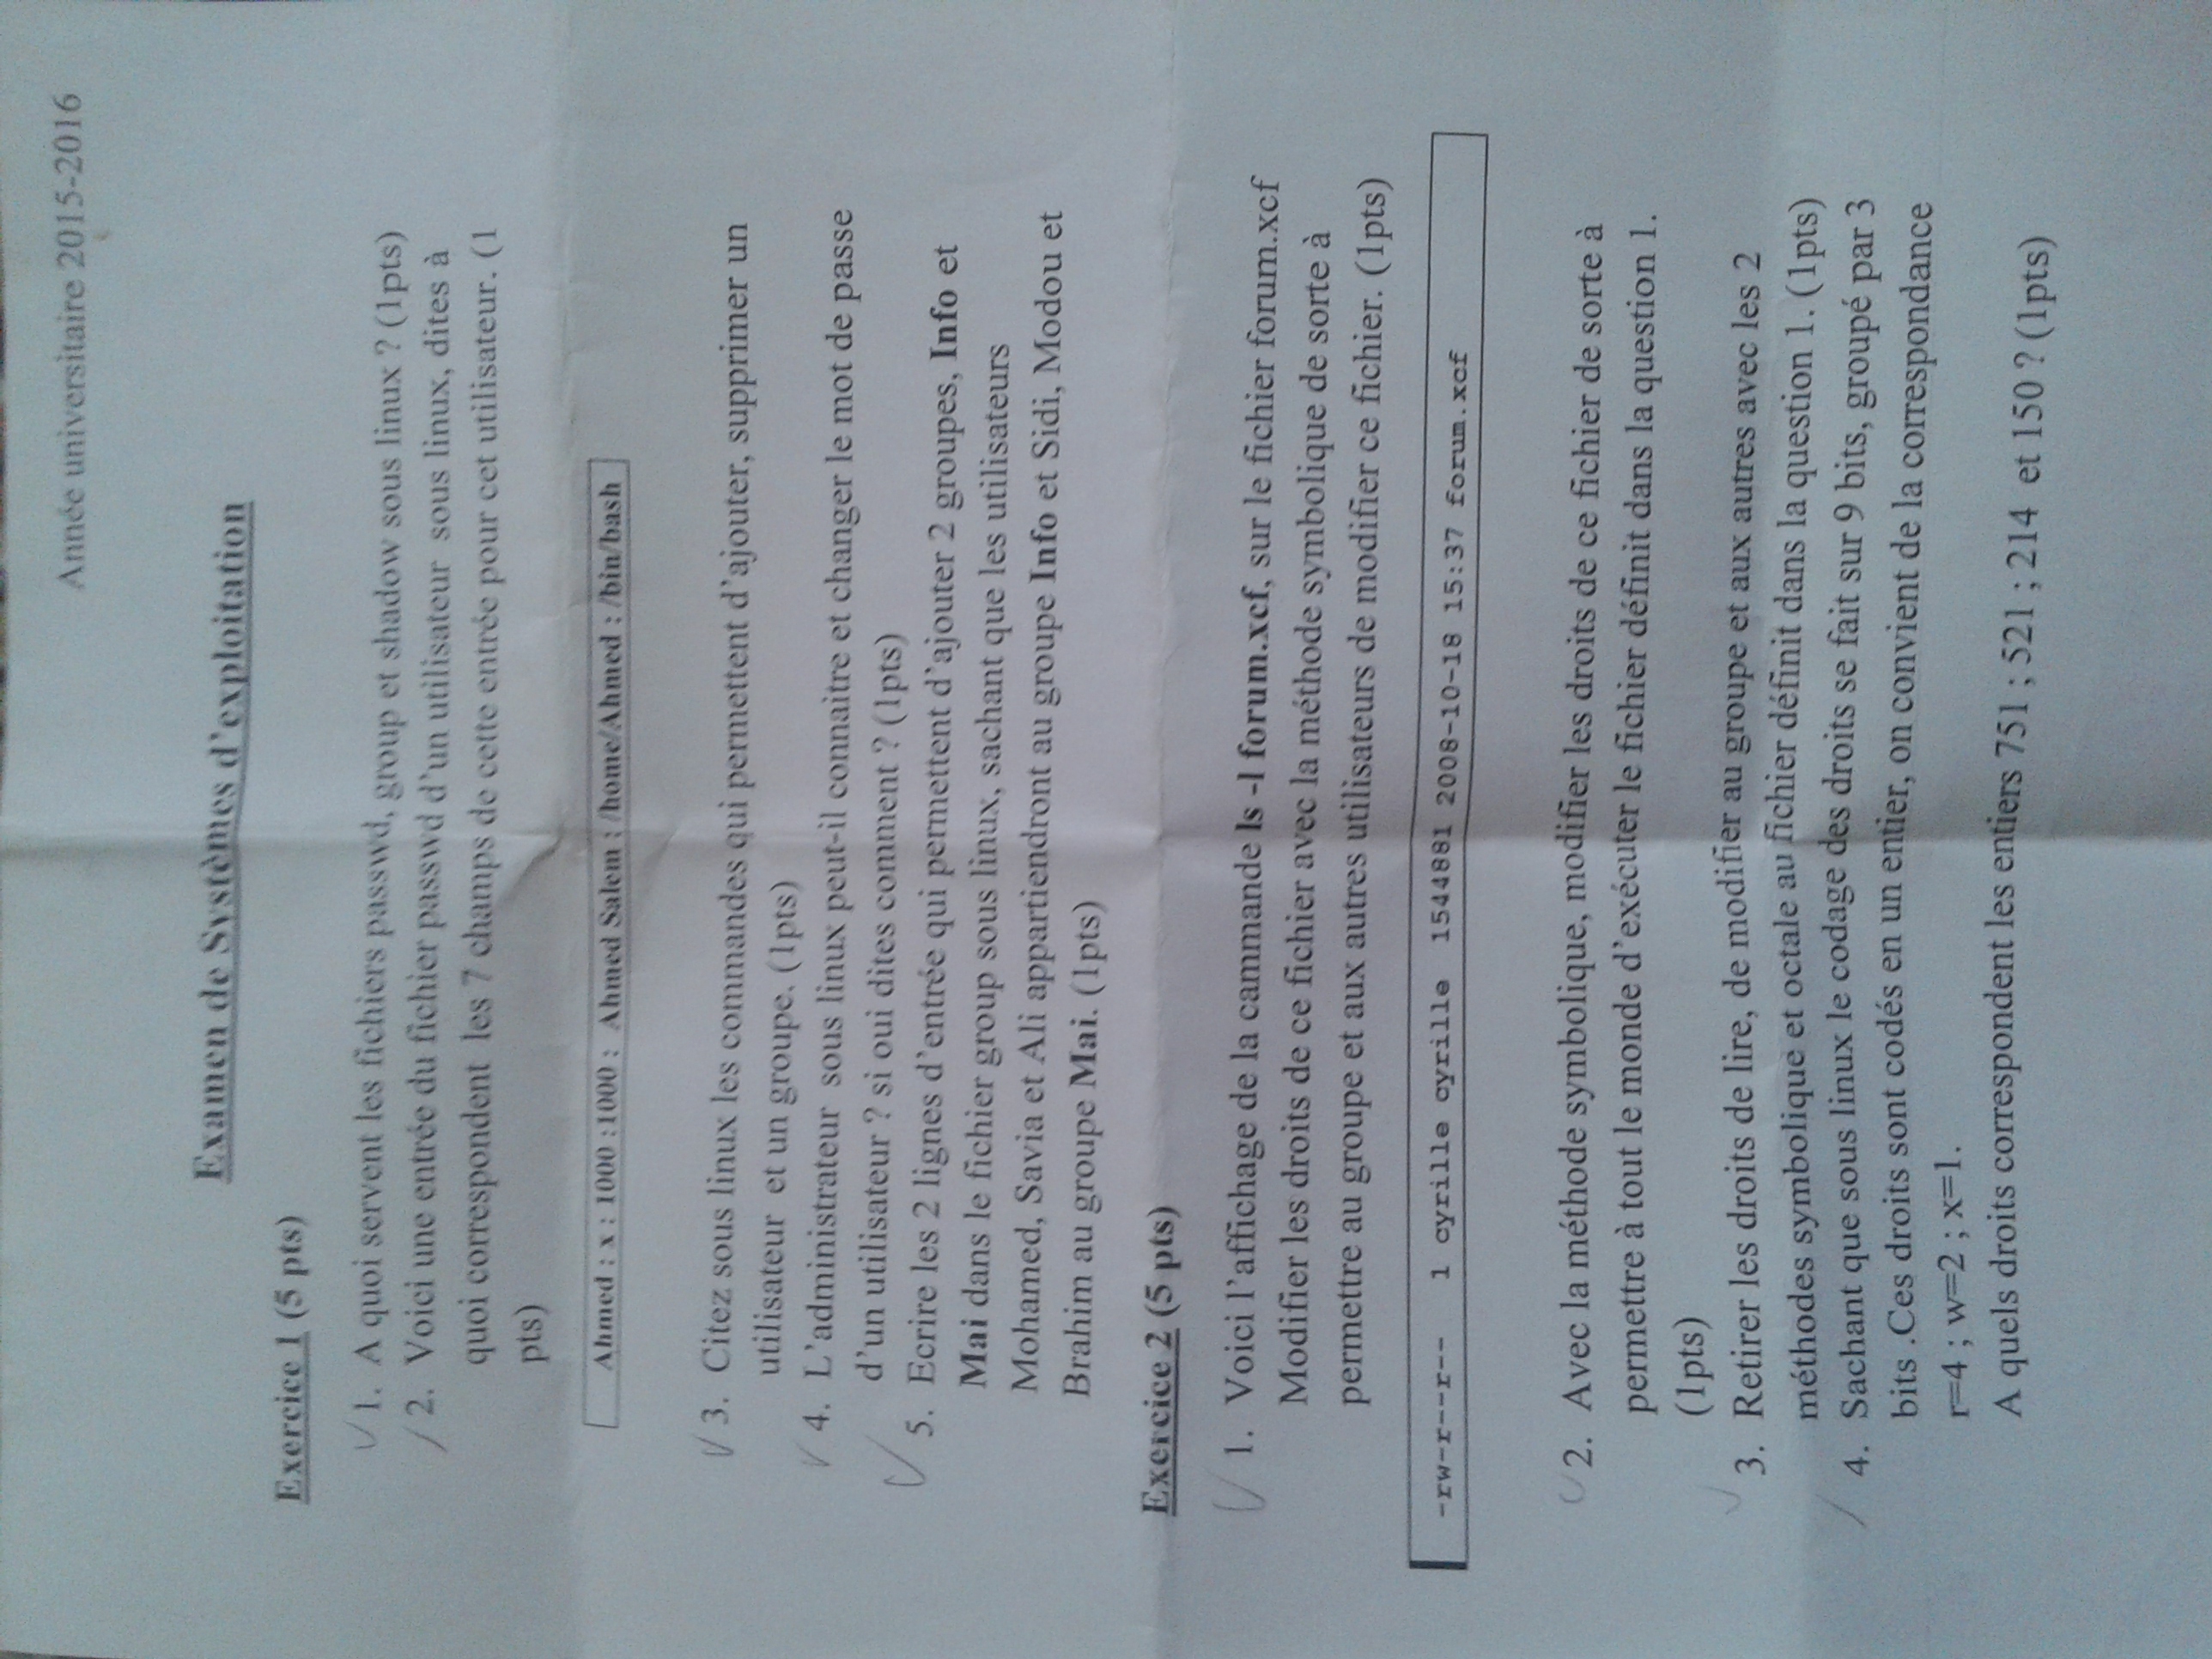 Année universitaire 2015-2016
Examen de Systèmes d'exploitation
Exercice 1 (5 pts)
1. A quoi servent les fichiers passwd, group et shadow sous linux ? (1pts)
2. Voici une entrée du fichier passwd d'un utilisateur sous linux, dites à
quoi correspondent les 7 champs de cette entrée pour cet utilisateur. (1
pts)
Ahmed : x : 1000 :1000 : Ahmed Salem : /home/Ahmed : /bin/bash
3. Citez sous linux les commandes qui permettent d'ajouter, supprimer un
utilisateur et un groupe. (1pts)
4. L'administrateur sous linux peut-il connaitre et changer le mot de passe
d'un utilisateur ? si oui dites comment ? (1pts)
5. Ecrire les 2 lignes d'entrée qui permettent d'ajouter 2 groupes, Info et
Mai dans le fichier group sous linux, sachant que les utilisateurs
Mohamed, Savia et Ali appartiendront au groupe Info et Sidi, Modou et
Brahim au groupe Mai. (1pts)
Exercice 2 (5 pts)
1. Voici l'affichage de la cammande ls -l forum.xcf, sur le fichier forum.xcf
Modifier les droits de ce fichier avec la méthode symbolique de sorte à
permettre au groupe et aux autres utilisateurs de modifier ce fichier. (1pts)
-rw-r--r-- 1 cyrille cyrille 1544881 2008-10-18 15:37 forum.xcf
2. Avec la méthode symbolique, modifier les droits de ce fichier de sorte à
permettre à tout le monde d'exécuter le fichier définit dans la question 1.
(1pts)
3. Retirer les droits de lire, de modifier au groupe et aux autres avec les 2
méthodes symbolique et octale au fichier définit dans la question 1. (1pts)
4. Sachant que sous linux le codage des droits se fait sur 9 bits, groupé par 3
bits .Ces droits sont codés en un entier, on convient de la correspondance
r=4 ; w=2 ; x=1.
A quels droits correspondent les entiers 751 ; 521 ; 214 et 150 ? (1pts)